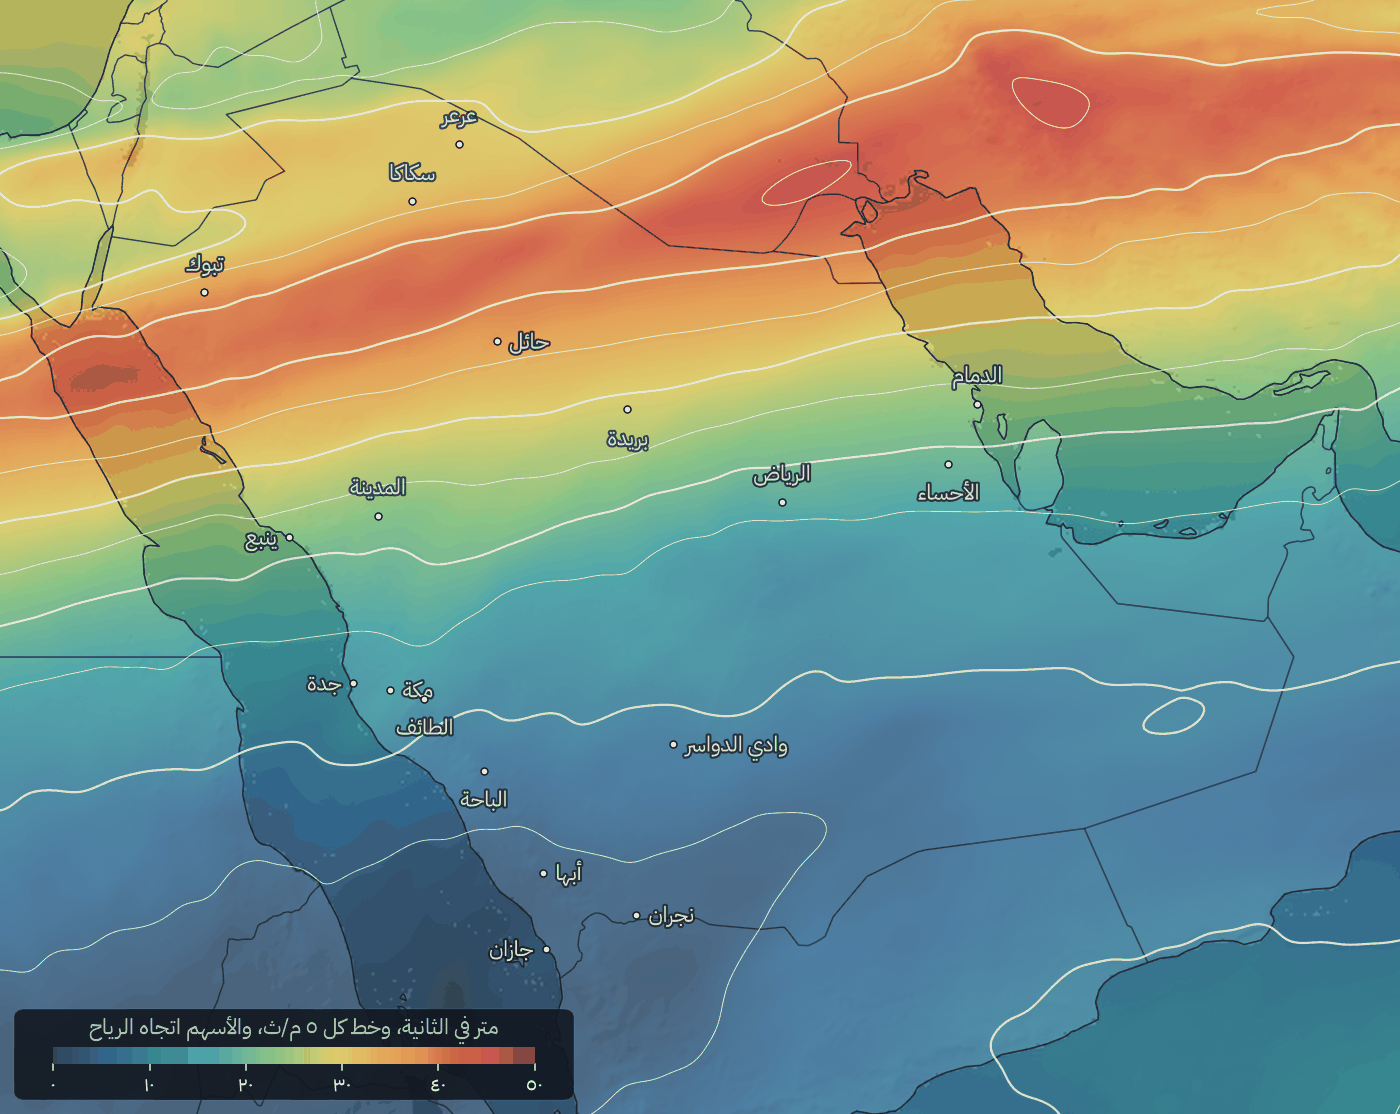 عرعر
سكاكا
تبوك
حائل
الدمام
بريدة
الرياض
الأحساء
المدينة
ينبع
جدة
مكة
الطائف
وادي الدواسر
الباحة
أبها
نجران
جازان
متر في الثانية، وخط كل ٥ م/ث، والأسهم اتجاه الرياح
٠ ١٠ ٢٠ ٣٠ ٤٠ ٥٠